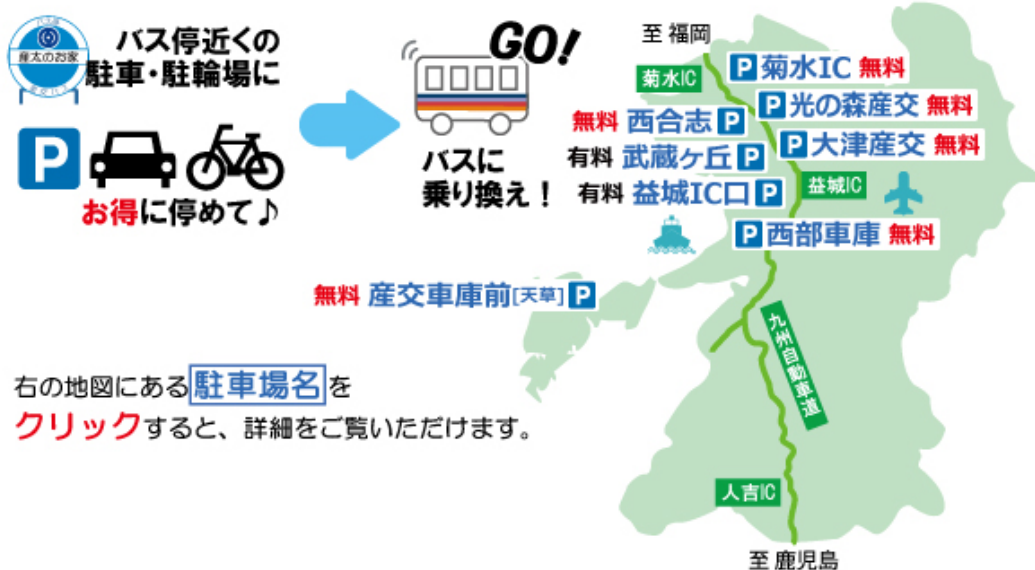 産太のお家
バス停近くの
駐車・駐輪場に
P
お得に停めて♪
GO!
バスに
乗り換え！
至 福岡
菊水IC
P 菊水IC 無料
P 光の森産交 無料
無料 西合志 P
P 大津産交 無料
有料 武蔵ヶ丘 P
益城IC
有料 益城IC口 P
P 西部車庫 無料
無料 産交車庫前[天草] P
九州自動車道
右の地図にある駐車場名を
クリックすると、詳細をご覧いただけます。
人吉IC
至 鹿児島